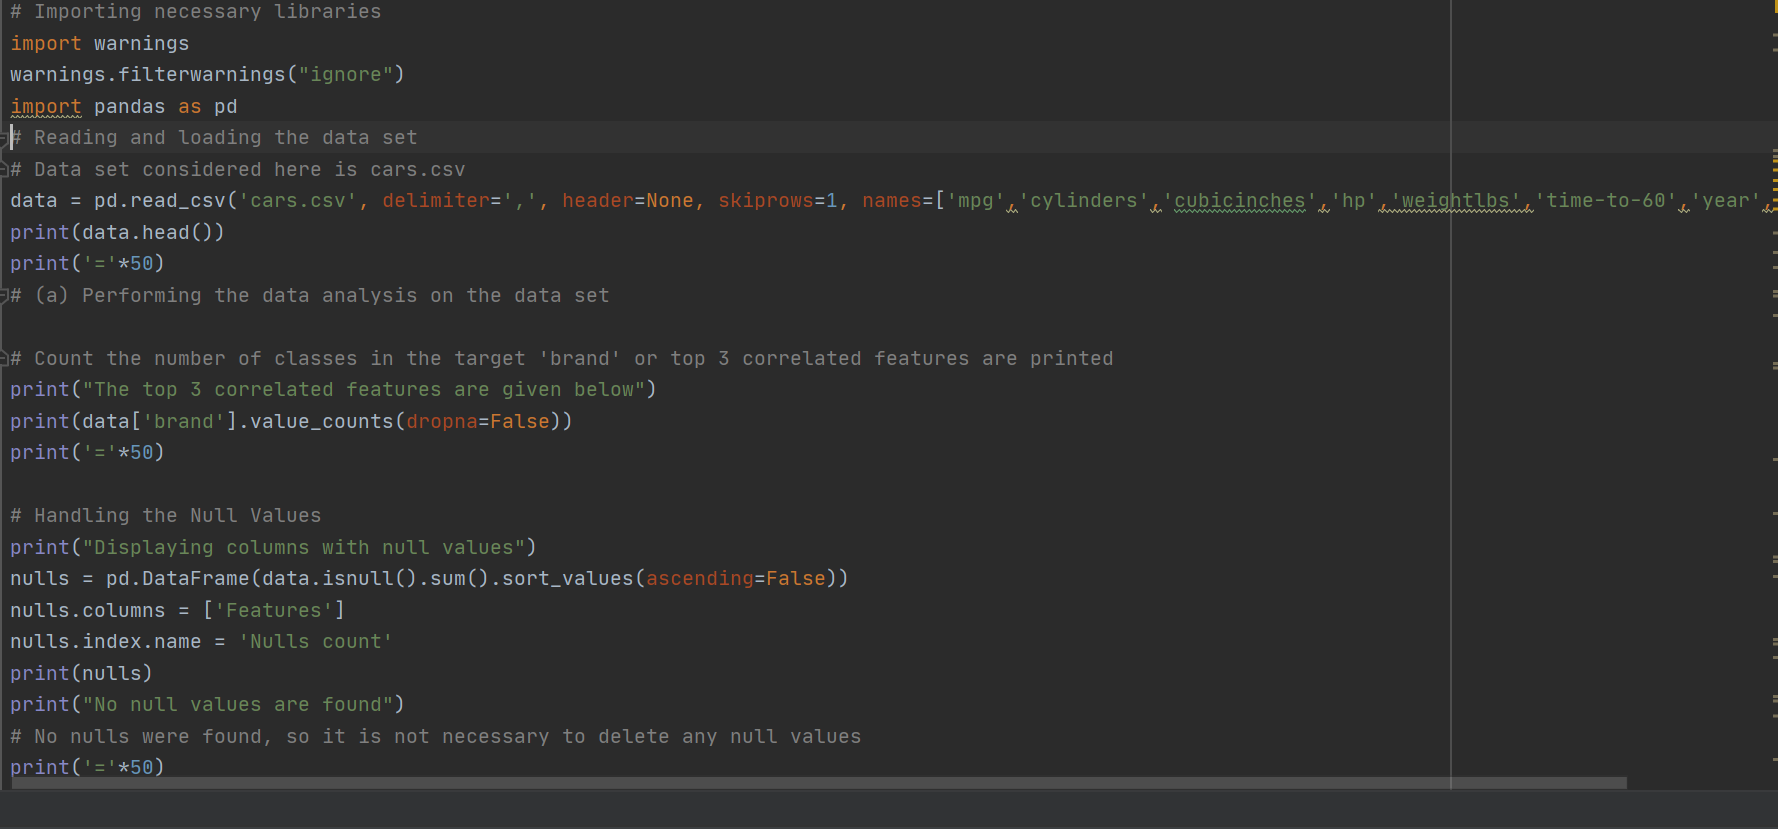 # Importing necessary libraries
import warnings
warnings.filterwarnings("ignore")
import pandas as pd
# Reading and loading the data set
# Data set considered here is cars.csv
data = pd.read_csv('cars.csv', delimiter=',', header=None, skiprows=1, names=['mpg','cylinders','cubicinches','hp','weightlbs','time-to-60','year',
print(data.head())
print('='*50)
# (a) Performing the data analysis on the data set
# Count the number of classes in the target 'brand' or top 3 correlated features are printed
print("The top 3 correlated features are given below")
print(data['brand'].value_counts(dropna=False))
print('='*50)
# Handling the Null Values
print("Displaying columns with null values")
nulls = pd.DataFrame(data.isnull().sum().sort_values(ascending=False))
nulls.columns = ['Features']
nulls.index.name = 'Nulls count'
print(nulls)
print("No null values are found")
# No nulls were found, so it is not necessary to delete any null values
print('='*50)